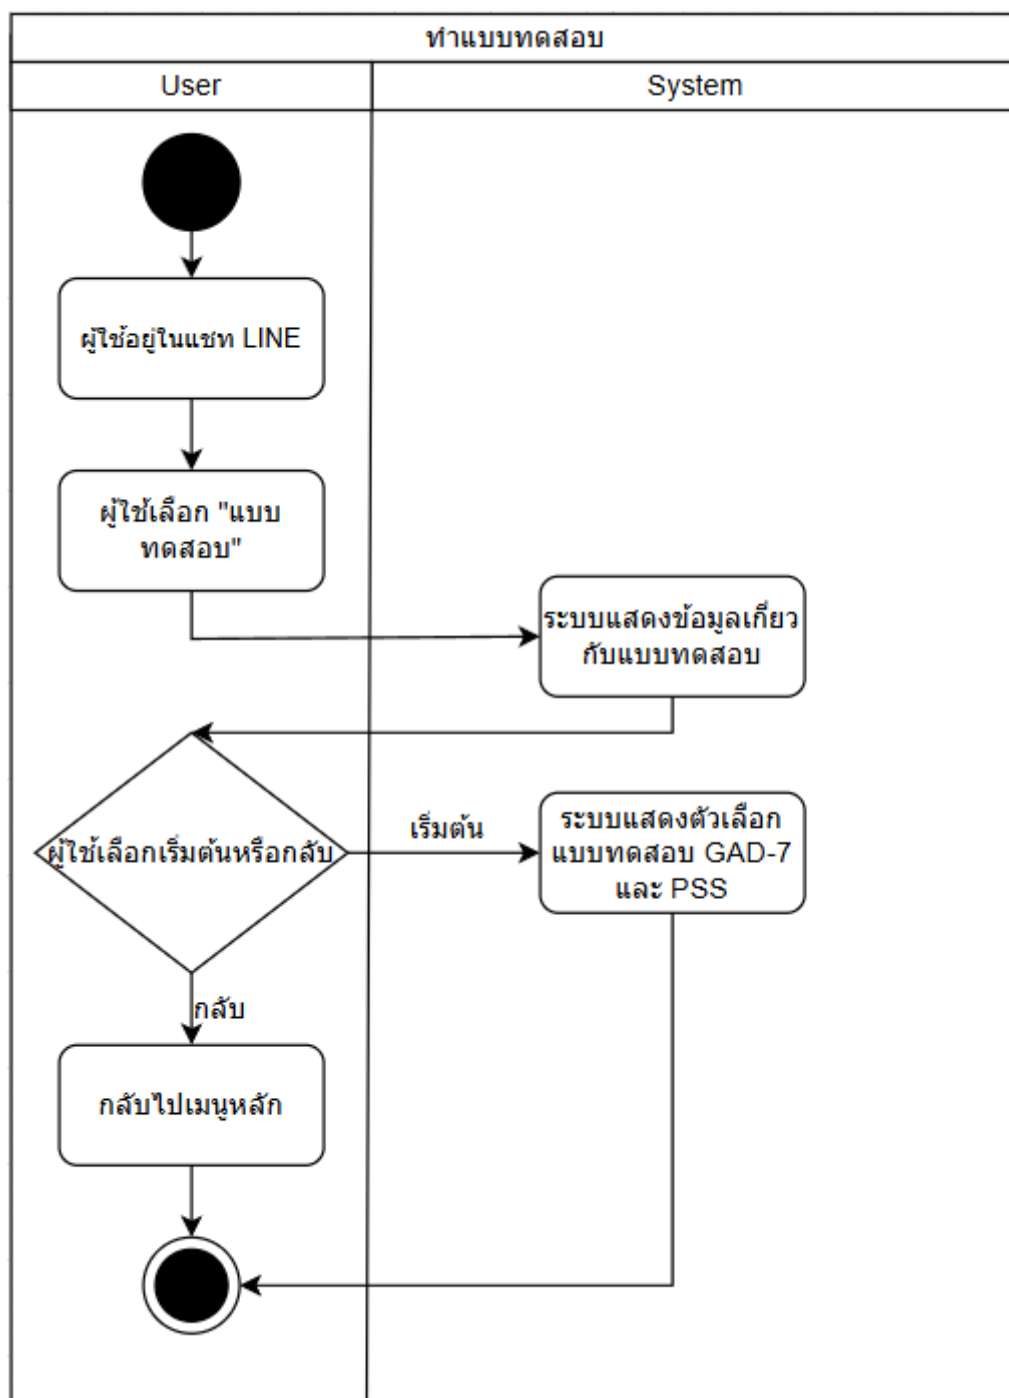 ทำแบบทดสอบ
User
System
ผู้ใช้อยู่ในแชท LINE
ผู้ใช้เลือก "แบบ
ทดสอบ"
ระบบแสดงข้อมูลเกี่ยว
กับแบบทดสอบ
ผู้ใช้เลือกเริ่มต้นหรือกลับ
เริ่มต้น
ระบบแสดงตัวเลือก
แบบทดสอบ GAD-7
และ PSS
กลับ
กลับไปเมนูหลัก